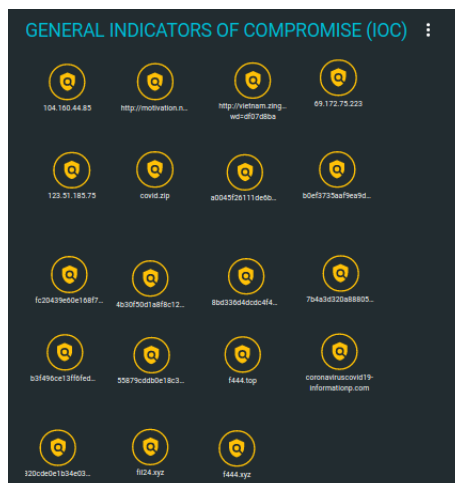 GENERAL INDICATORS OF COMPROMISE (IOC)
104.160.44.85
http://motivation.n...
http://vietnam.zing...
wd=df07d8ba
69.172.75.223
123.51.185.75
covid.zip
a0045f26111de6b...
b0ef3735aaf9ea9d...
fc20439e60e168f7...
4b30f50d1a8f8c12...
8bd336d4dcdc4f4...
7b4a3d320a88805...
b3f496ce13ff6fed...
55879cddb0e18c3...
f444.top
coronaviruscovid19-
informationp.com
320cde0e1b34e03...
fil24.xyz
f444.xyz